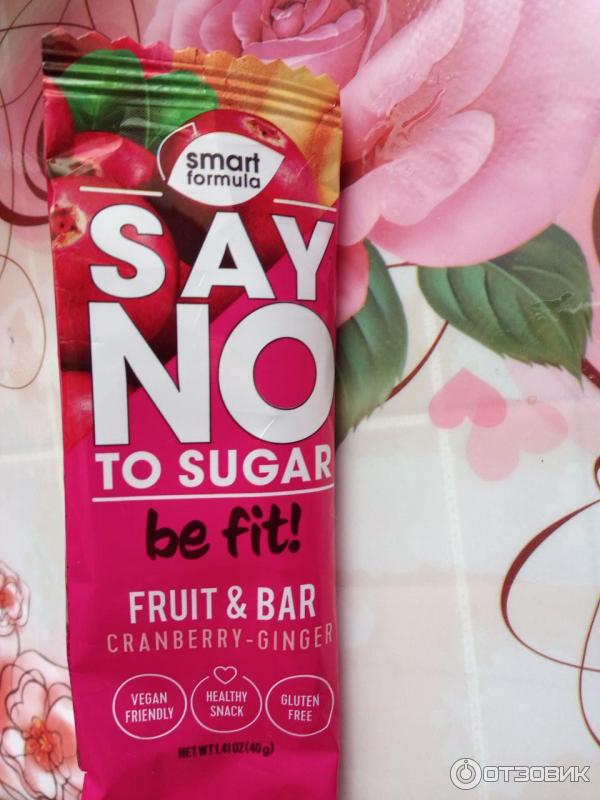 smart
formula
SAY
NO
TO SUGAR
be fit!
FRUIT & BAR
CRANBERRY-GINGER
VEGAN
FRIENDLY
HEALTHY
SNACK
GLUTEN
FREE
NET WT 1.41 OZ (40 g)
ОТЗОВИК